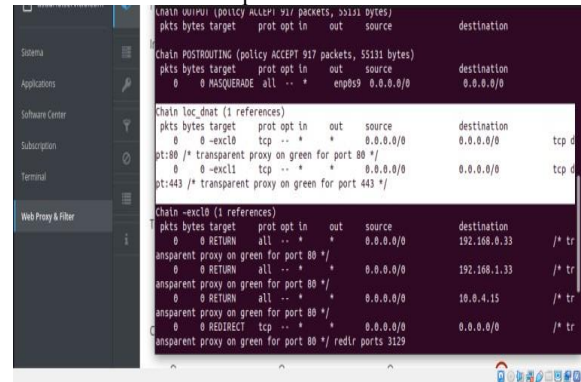 Sistema
Applications
Software Center
Subscription
Terminal
Web Proxy & Filter
Chain OUTPUT (policy ACCEPT 917 packets, 55131 bytes)
pkts bytes target prot opt in out source destination
Chain POSTROUTING (policy ACCEPT 917 packets, 55131 bytes)
pkts bytes target prot opt in out source destination
0 0 MASQUERADE all -- * enp0s9 0.0.0.0/0 0.0.0.0/0
Chain loc_dnat (1 references)
pkts bytes target prot opt in out source destination
0 0 ~excl0 tcp -- * * 0.0.0.0/0 0.0.0.0/0 tcp d
pt:80 /* transparent proxy on green for port 80 */
0 0 ~excl1 tcp -- * * 0.0.0.0/0 0.0.0.0/0 tcp d
pt:443 /* transparent proxy on green for port 443 */
Chain ~excl0 (1 references)
pkts bytes target prot opt in out source destination
0 0 RETURN all -- * * 0.0.0.0/0 192.168.0.33 /* tr
ansparent proxy on green for port 80 */
0 0 RETURN all -- * * 0.0.0.0/0 192.168.1.33 /* tr
ansparent proxy on green for port 80 */
0 0 RETURN all -- * * 0.0.0.0/0 10.0.4.15 /* tr
ansparent proxy on green for port 80 */
0 0 REDIRECT tcp -- * * 0.0.0.0/0 0.0.0.0/0 /* tr
ansparent proxy on green for port 80 */ redir ports 3129